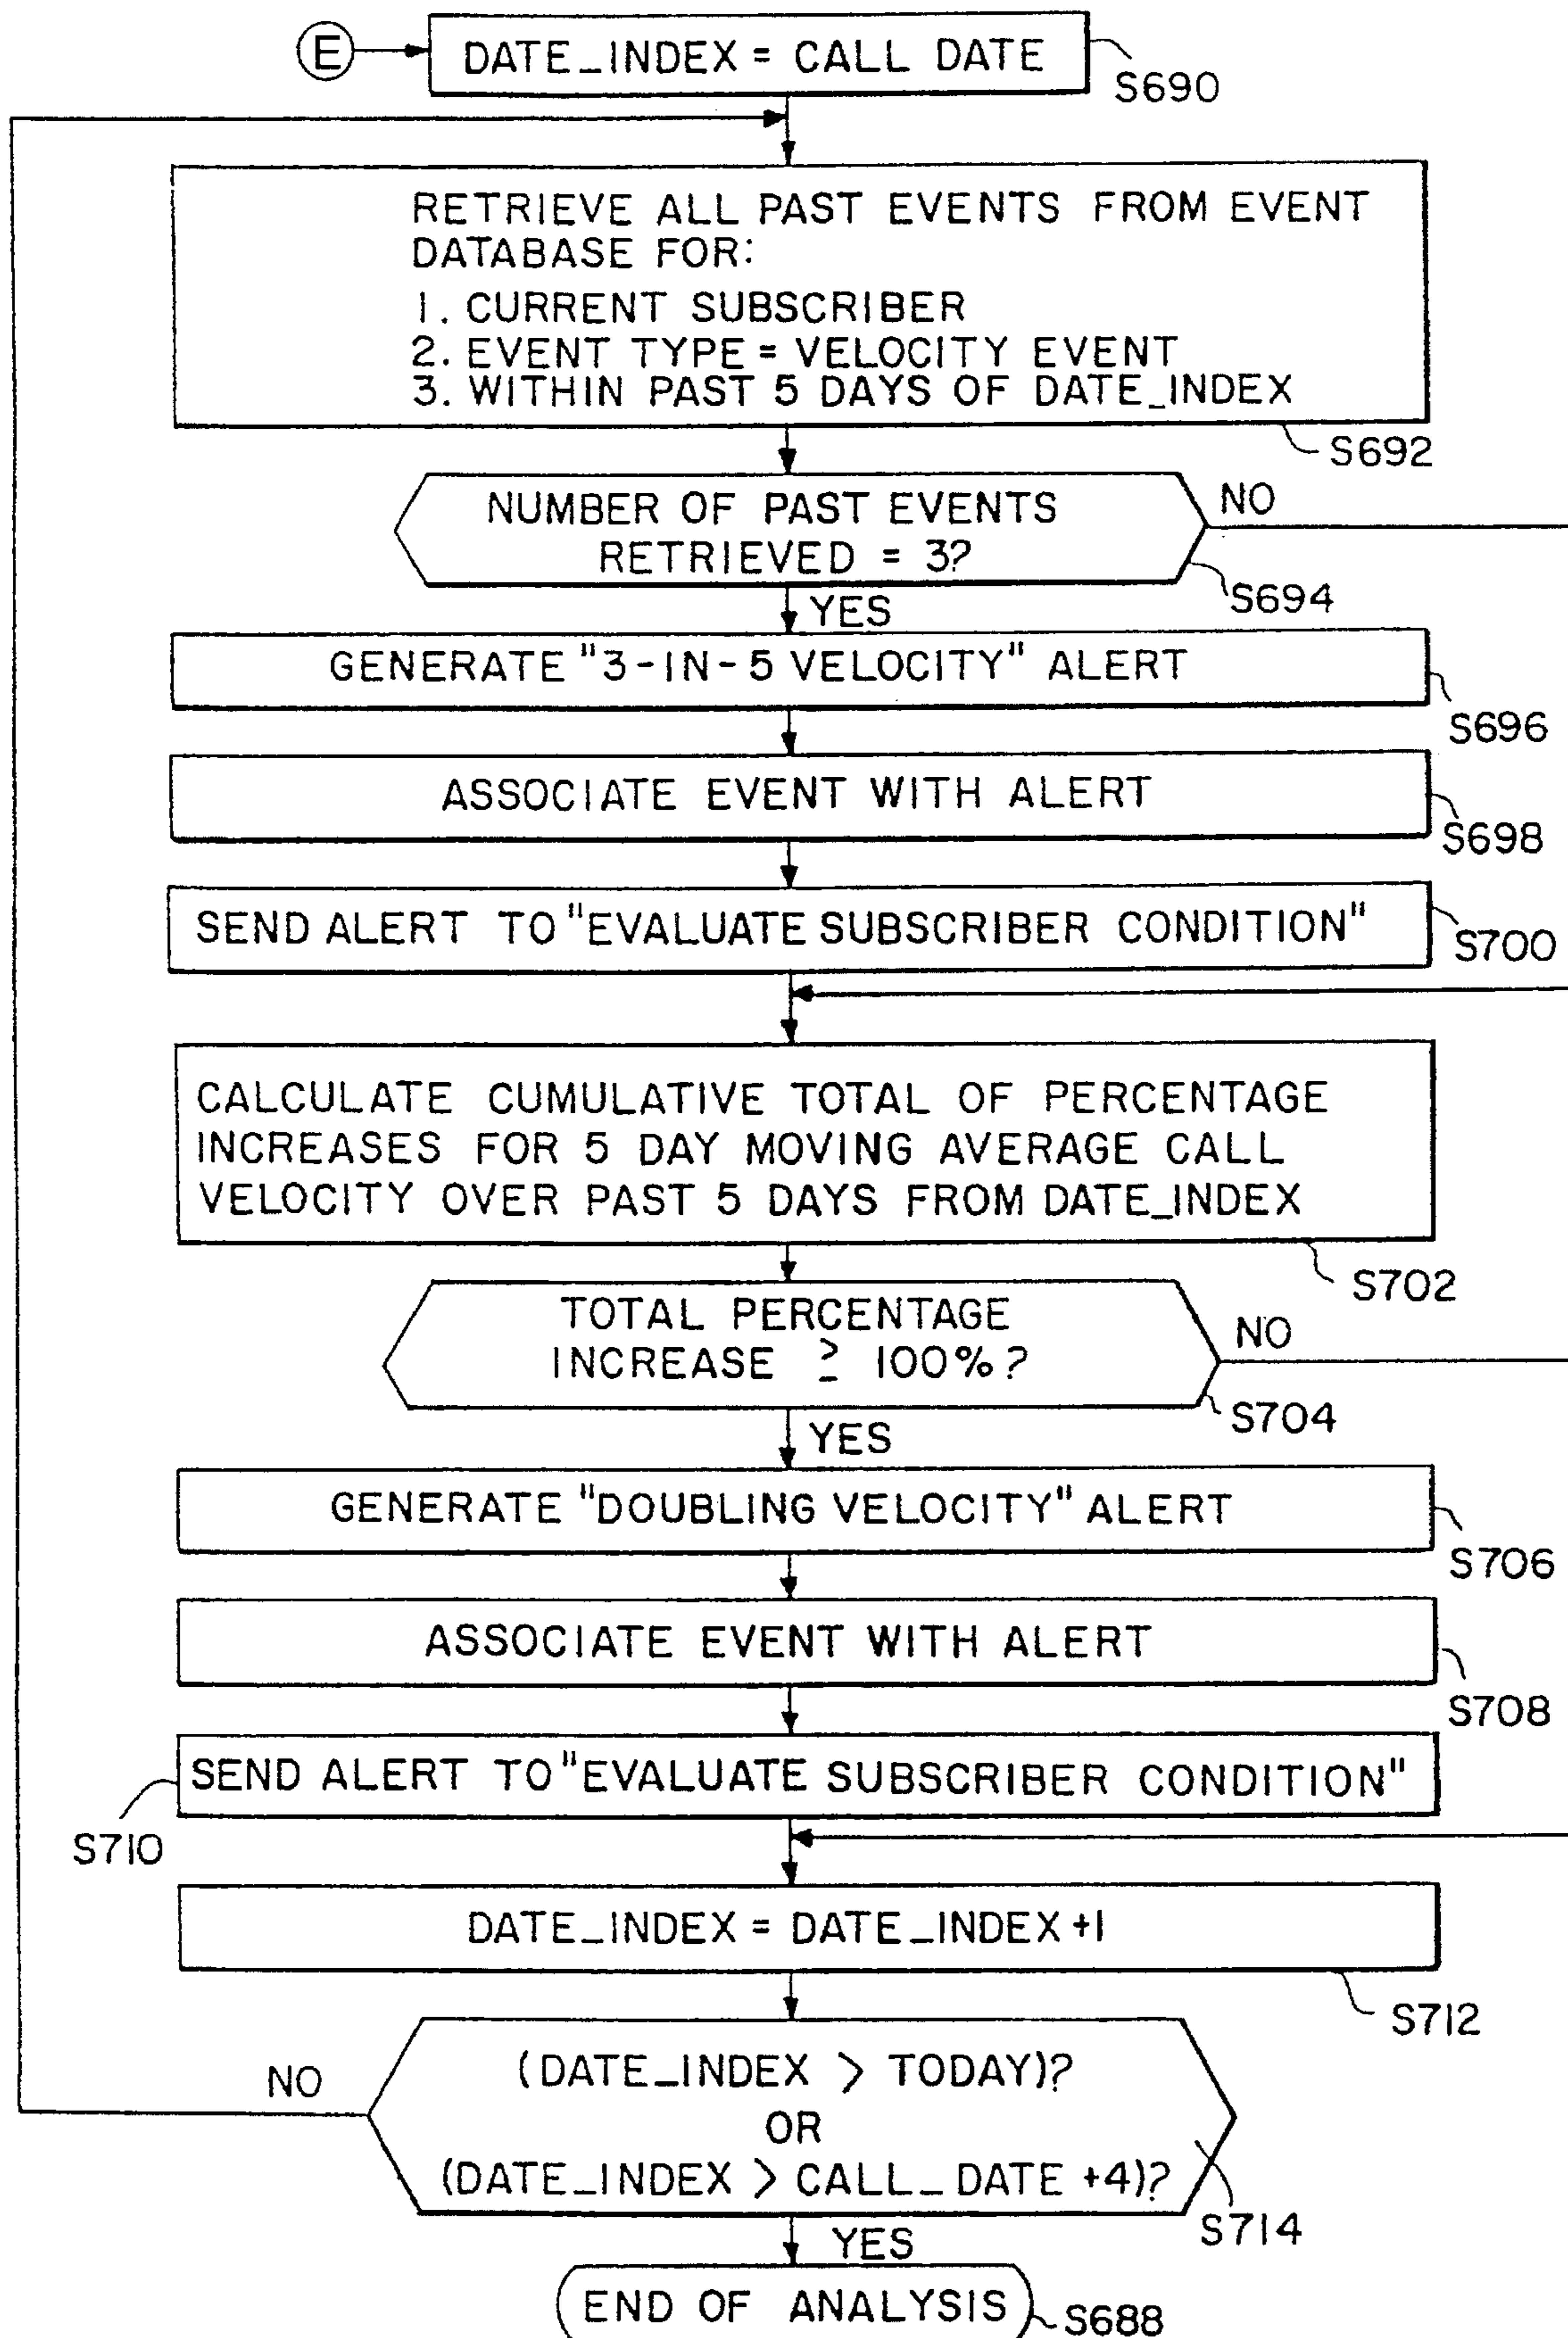 E
DATE_INDEX = CALL DATE
S690
RETRIEVE ALL PAST EVENTS FROM EVENT
DATABASE FOR:
1. CURRENT SUBSCRIBER
2. EVENT TYPE = VELOCITY EVENT
3. WITHIN PAST 5 DAYS OF DATE_INDEX
S692
NUMBER OF PAST EVENTS
RETRIEVED = 3?
NO
S694
YES
GENERATE "3-IN-5 VELOCITY" ALERT
S696
ASSOCIATE EVENT WITH ALERT
S698
SEND ALERT TO "EVALUATE SUBSCRIBER CONDITION"
S700
CALCULATE CUMULATIVE TOTAL OF PERCENTAGE
INCREASES FOR 5 DAY MOVING AVERAGE CALL
VELOCITY OVER PAST 5 DAYS FROM DATE_INDEX
S702
TOTAL PERCENTAGE
INCREASE ≥ 100%?
NO
S704
YES
GENERATE "DOUBLING VELOCITY" ALERT
S706
ASSOCIATE EVENT WITH ALERT
S708
SEND ALERT TO "EVALUATE SUBSCRIBER CONDITION"
S710
DATE_INDEX = DATE_INDEX +1
S712
NO
(DATE_INDEX > TODAY)?
OR
(DATE_INDEX > CALL_DATE +4)?
S714
YES
END OF ANALYSIS
S688